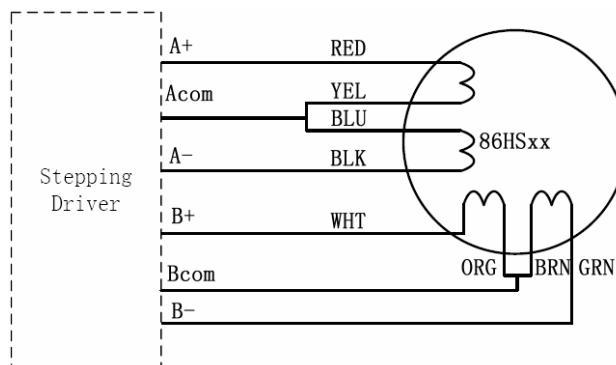 A+ RED
Acom YEL
BLU
86HSxx
A- BLK
Stepping
Driver
B+ WHT
ORG BRN GRN
Bcom
B-